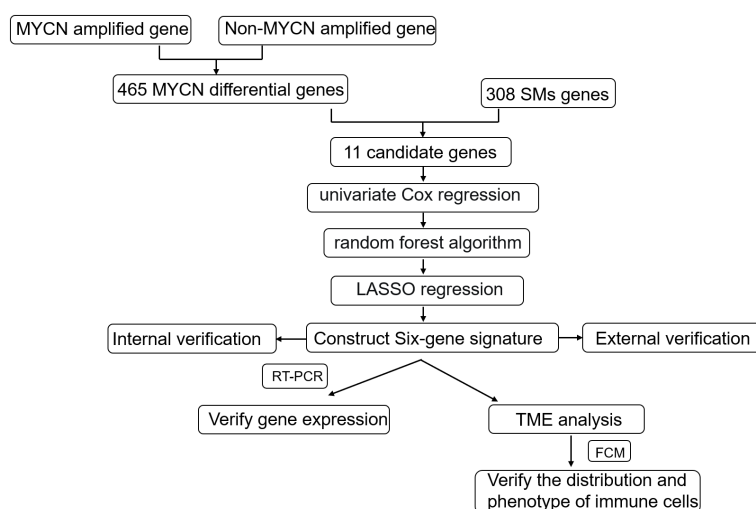 MYCN amplified gene
Non-MYCN amplified gene
465 MYCN differential genes
308 SMs genes
11 candidate genes
univariate Cox regression
random forest algorithm
LASSO regression
Internal verification
Construct Six-gene signature
External verification
RT-PCR
Verify gene expression
TME analysis
FCM
Verify the distribution and
phenotype of immune cells